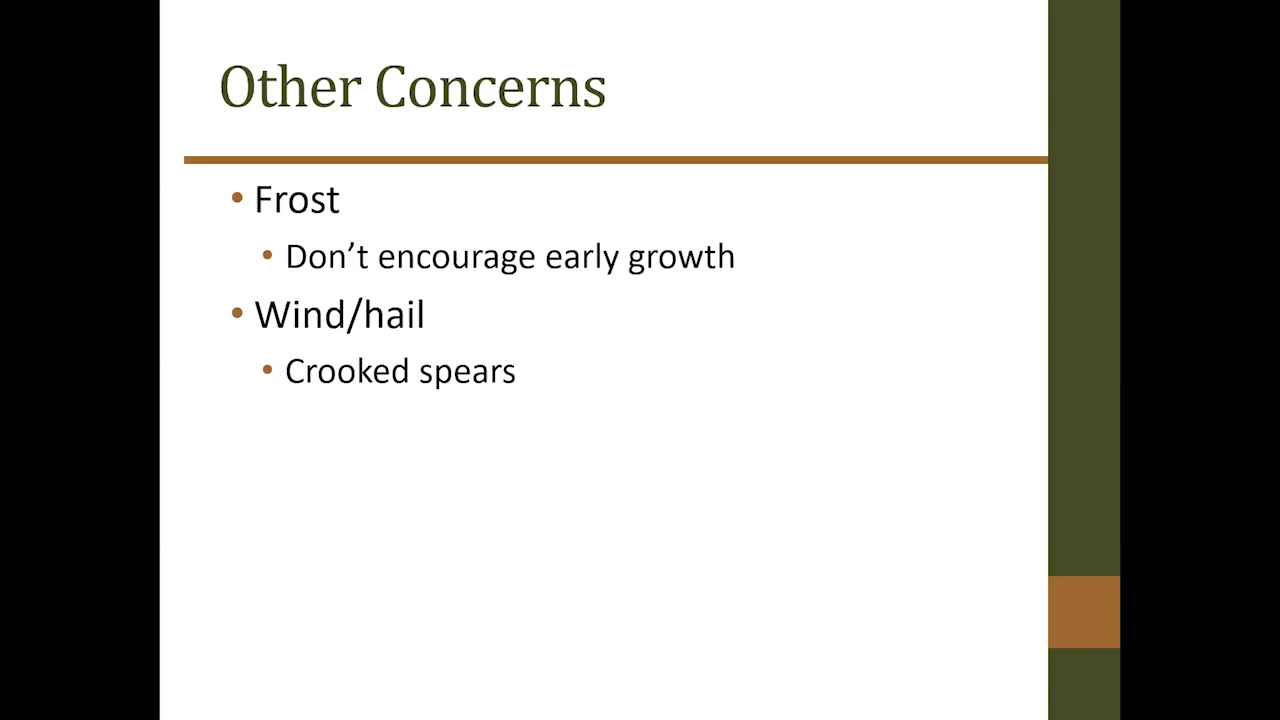 Other Concerns
• Frost
• Don’t encourage early growth
• Wind/hail
• Crooked spears